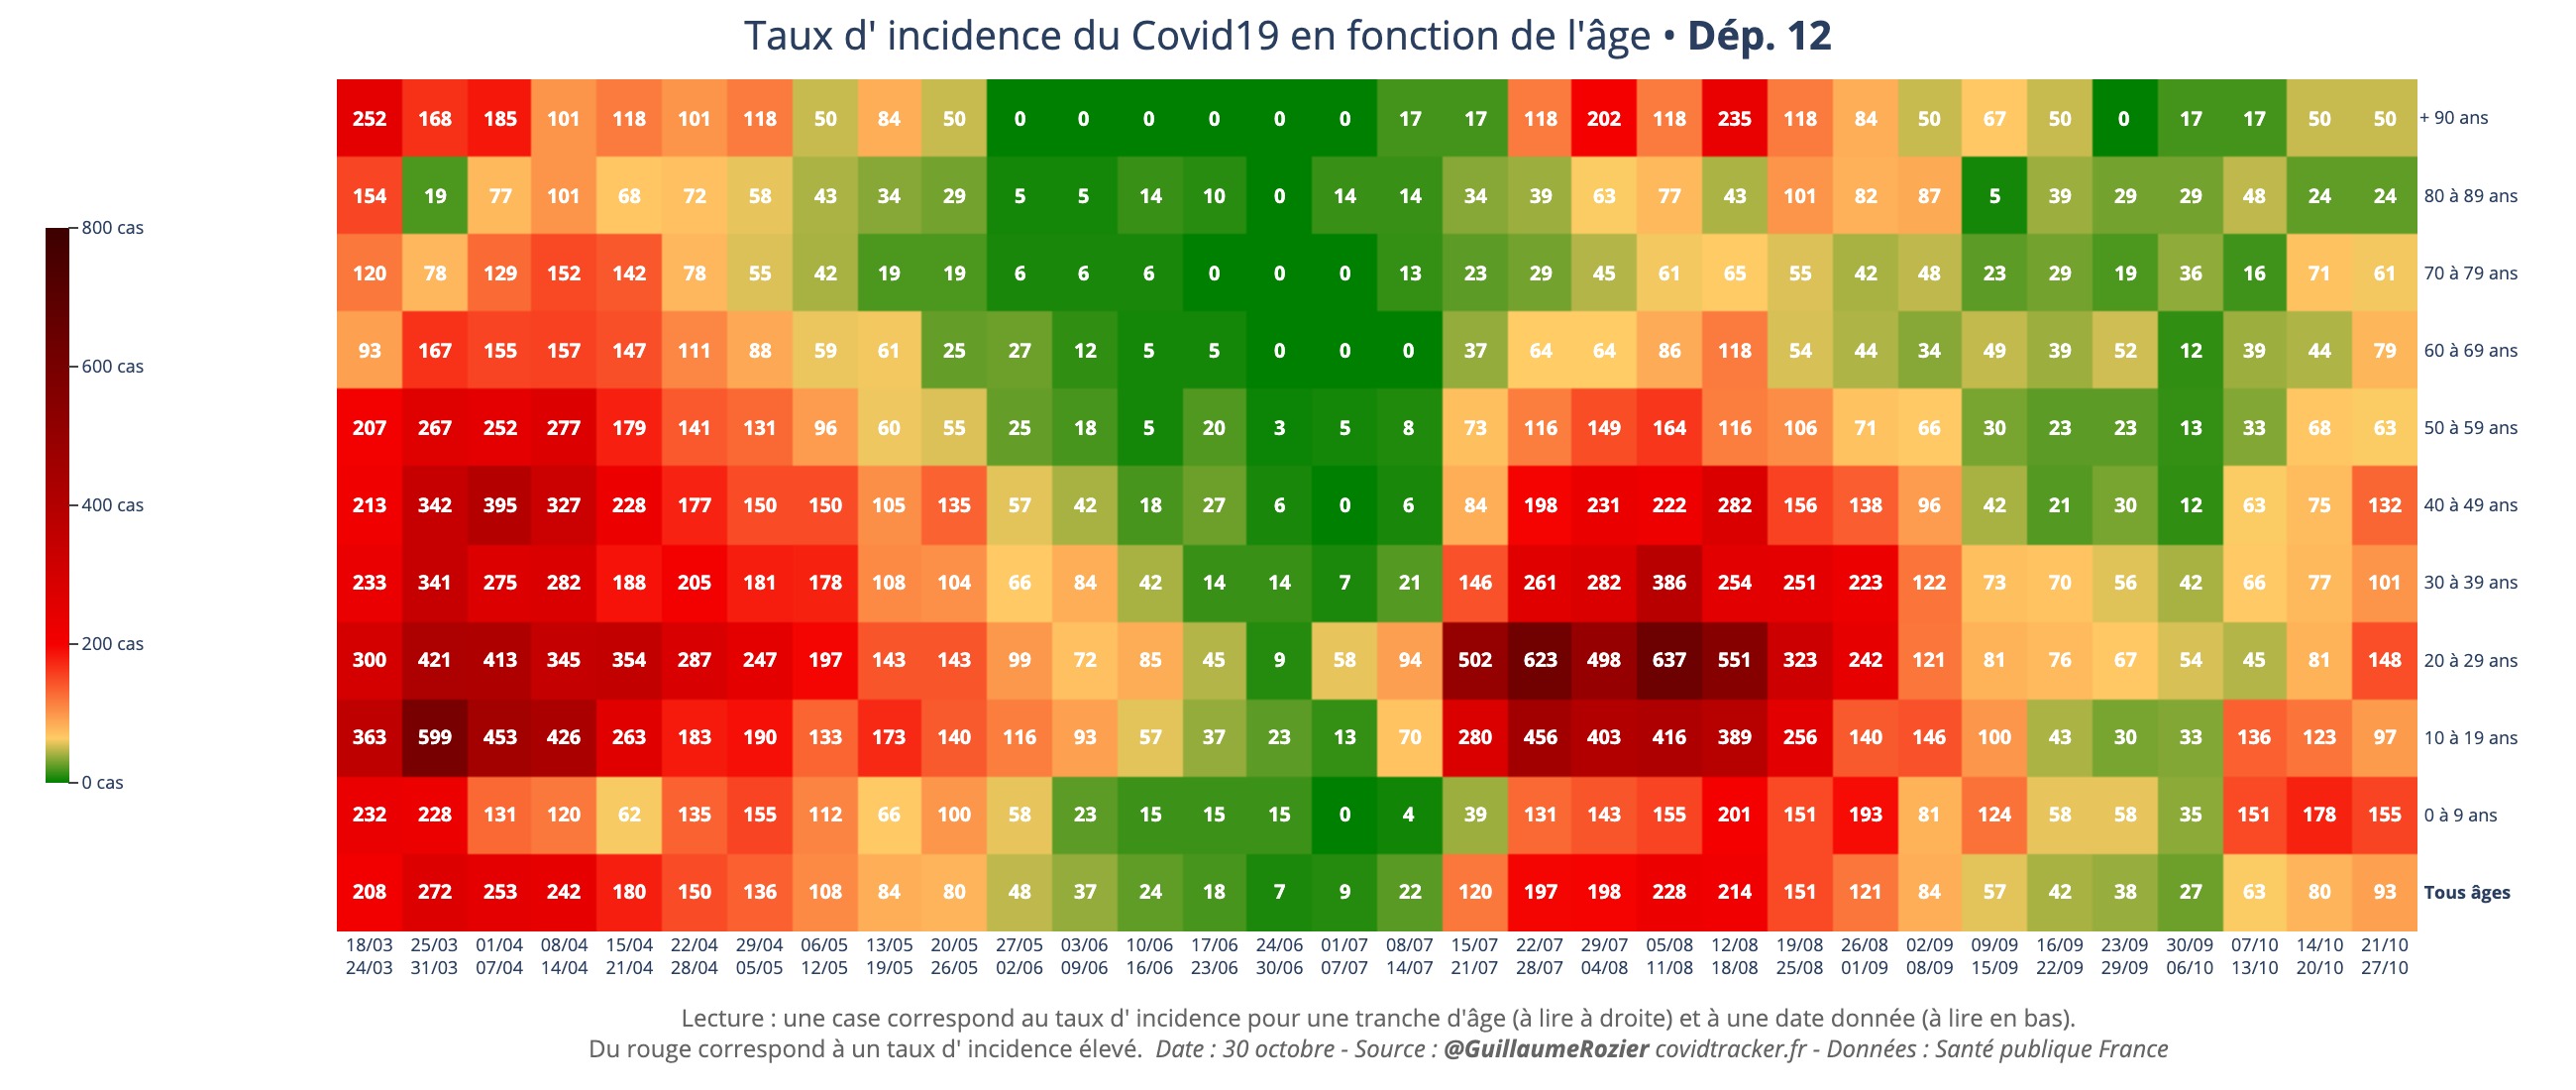 Taux d' incidence du Covid19 en fonction de l'âge • Dép. 12
800 cas
600 cas
400 cas
200 cas
0 cas
252 168 185 101 118 101 118 50 84 50 0 0 0 0 0 0 17 17 118 202 118 235 118 84 50 67 50 0 17 17 50 50 + 90 ans
154 19 77 101 68 72 58 43 34 29 5 5 14 10 0 14 14 34 39 63 77 43 101 82 87 5 39 29 29 48 24 24 80 à 89 ans
120 78 129 152 142 78 55 42 19 19 6 6 6 0 0 0 13 23 29 45 61 65 55 42 48 23 29 19 36 16 71 61 70 à 79 ans
93 167 155 157 147 111 88 59 61 25 27 12 5 5 0 0 0 37 64 64 86 118 54 44 34 49 39 52 12 39 44 79 60 à 69 ans
207 267 252 277 179 141 131 96 60 55 25 18 5 20 3 5 8 73 116 149 164 116 106 71 66 30 23 23 13 33 68 63 50 à 59 ans
213 342 395 327 228 177 150 150 105 135 57 42 18 27 6 0 6 84 198 231 222 282 156 138 96 42 21 30 12 63 75 132 40 à 49 ans
233 341 275 282 188 205 181 178 108 104 66 84 42 14 14 7 21 146 261 282 386 254 251 223 122 73 70 56 42 66 77 101 30 à 39 ans
300 421 413 345 354 287 247 197 143 143 99 72 85 45 9 58 94 502 623 498 637 551 323 242 121 81 76 67 54 45 81 148 20 à 29 ans
363 599 453 426 263 183 190 133 173 140 116 93 57 37 23 13 70 280 456 403 416 389 256 140 146 100 43 30 33 136 123 97 10 à 19 ans
232 228 131 120 62 135 155 112 66 100 58 23 15 15 15 0 4 39 131 143 155 201 151 193 81 124 58 58 35 151 178 155 0 à 9 ans
208 272 253 242 180 150 136 108 84 80 48 37 24 18 7 9 22 120 197 198 228 214 151 121 84 57 42 38 27 63 80 93 Tous âges
18/03 25/03 01/04 08/04 15/04 22/04 29/04 06/05 13/05 20/05 27/05 03/06 10/06 17/06 24/06 01/07 08/07 15/07 22/07 29/07 05/08 12/08 19/08 26/08 02/09 09/09 16/09 23/09 30/09 07/10 14/10 21/10
24/03 31/03 07/04 14/04 21/04 28/04 05/05 12/05 19/05 26/05 02/06 09/06 16/06 23/06 30/06 07/07 14/07 21/07 28/07 04/08 11/08 18/08 25/08 01/09 08/09 15/09 22/09 29/09 06/10 13/10 20/10 27/10
Lecture : une case correspond au taux d' incidence pour une tranche d'âge (à lire à droite) et à une date donnée (à lire en bas).
Du rouge correspond à un taux d' incidence élevé. Date : 30 octobre - Source : @GuillaumeRozier covidtracker.fr - Données : Santé publique France